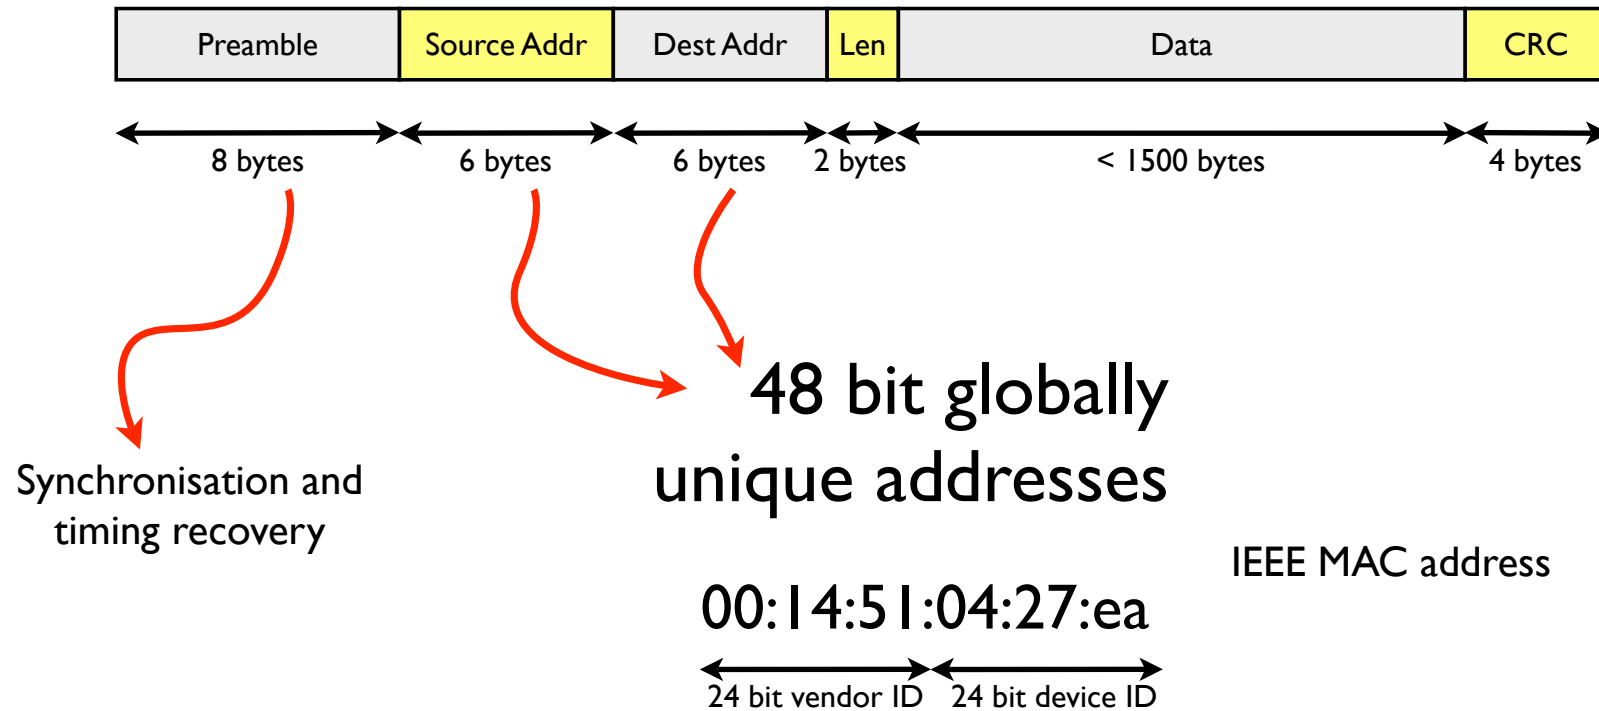 Preamble Source Addr Dest Addr Len Data CRC
8 bytes 6 bytes 6 bytes 2 bytes < 1500 bytes 4 bytes
48 bit globally
unique addresses
Synchronisation and
timing recovery
IEEE MAC address
00:14:51:04:27:ea
24 bit vendor ID 24 bit device ID